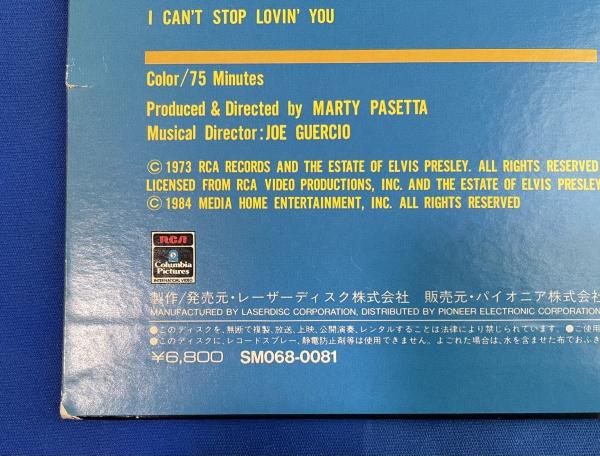 I CAN'T STOP LOVIN' YOU
Color/75 Minutes
Produced & Directed by MARTY PASETTA
Musical Director:JOE GUERCIO
© 1973 RCA RECORDS AND THE ESTATE OF ELVIS PRESLEY. ALL RIGHTS RESERVED
LICENSED FROM RCA VIDEO PRODUCTIONS, INC. AND THE ESTATE OF ELVIS PRESLEY
© 1984 MEDIA HOME ENTERTAINMENT, INC. ALL RIGHTS RESERVED
RCA
Columbia
Pictures
INTERNATIONAL VIDEO
製作/発売元・レーザーディスク株式会社 販売元・パイオニア株式会
MANUFACTURED BY LASERDISC CORPORATION, DISTRIBUTED BY PIONEER ELECTRONIC CORPORATION
●このディスクを、無断で複製、放送、上映、公開演奏、レンタルすることは法律により禁じられています。●ご使用
●このディスクに、レコードスプレー、静電防止剤等は使用できません。よごれた場合は、水を含ませた布でおふき
¥6,800 SM068-0081